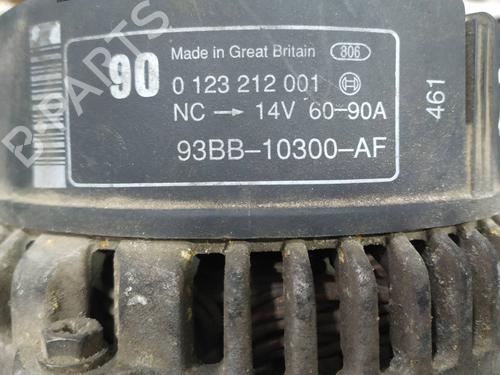 90 Made in Great Britain 806
0 123 212 001
NC → 14V 60-90A
93BB-10300-AF
461
B-PARTS